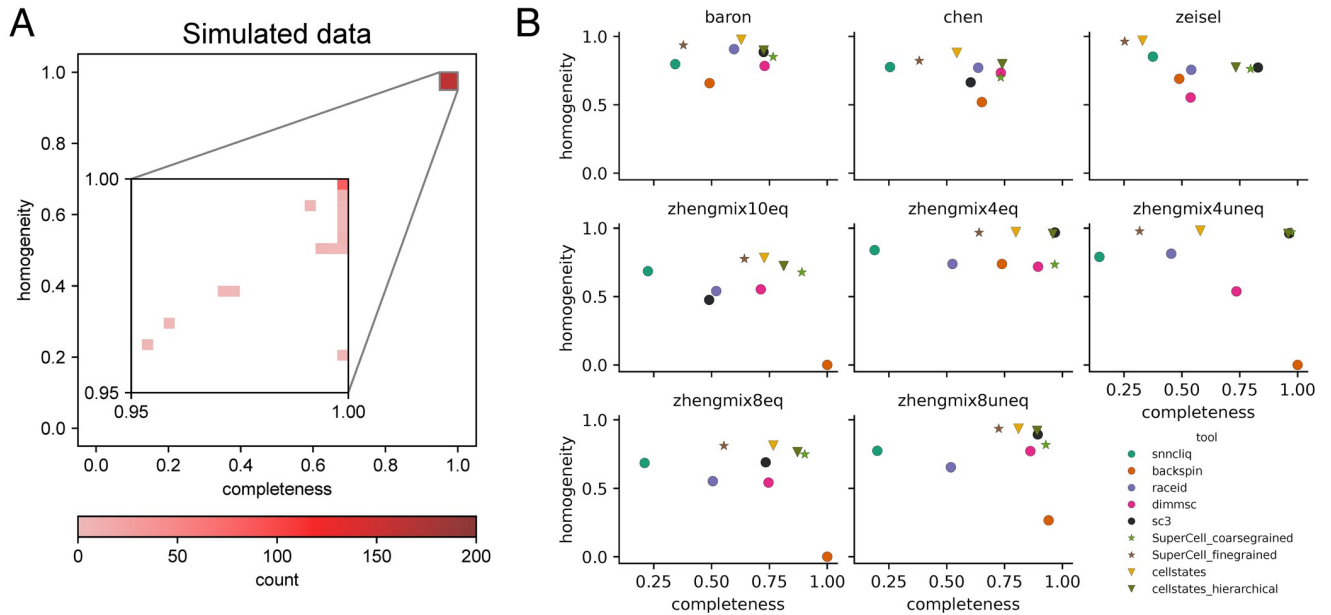 A
Simulated data
1.0
0.8
0.6
0.4
0.2
0.0
homogeneity
1.00
0.95
0.95
1.00
0.0
0.2
0.4
0.6
0.8
1.0
completeness
0
50
100
150
200
count
B
baron
chen
zeisel
1.0
0.5
0.0
homogeneity
zhengmix10eq
zhengmix4eq
zhengmix4uneq
1.0
0.5
0.0
homogeneity
0.25
0.50
0.75
1.00
completeness
zhengmix8eq
zhengmix8uneq
1.0
0.5
0.0
homogeneity
0.25
0.50
0.75
1.00
completeness
0.25
0.50
0.75
1.00
completeness
tool
snncliq
backspin
raceid
dimmsc
sc3
SuperCell_coarsegrained
SuperCell_finegrained
cellstates
cellstates_hierarchical